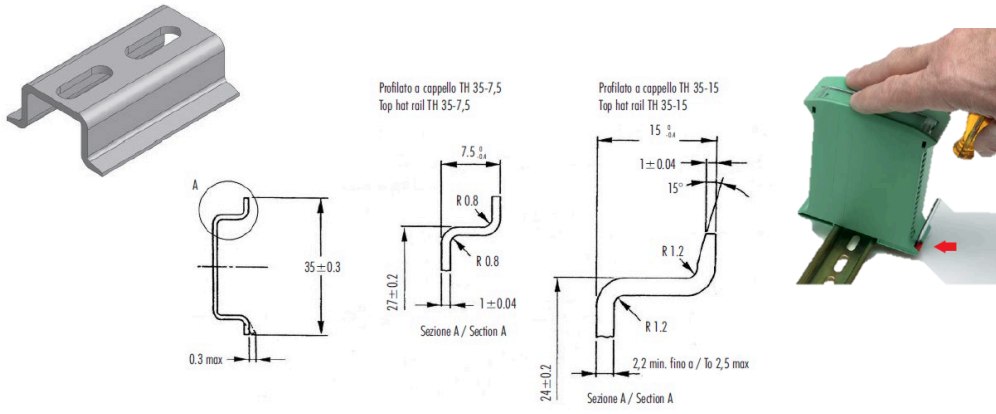 Profilato a cappello TH 35-7,5
Top hat rail TH 35-7,5
Profilato a cappello TH 35-15
Top hat rail TH 35-15
A
35±0.3
0.3 max
7.5 0 -0.4
R 0.8
R 0.8
27±0.2
1±0.04
Sezione A / Section A
15 0 -0.4
1±0.04
15°
R 1.2
R 1.2
24±0.2
2,2 min. fino a / To 2,5 max
Sezione A / Section A